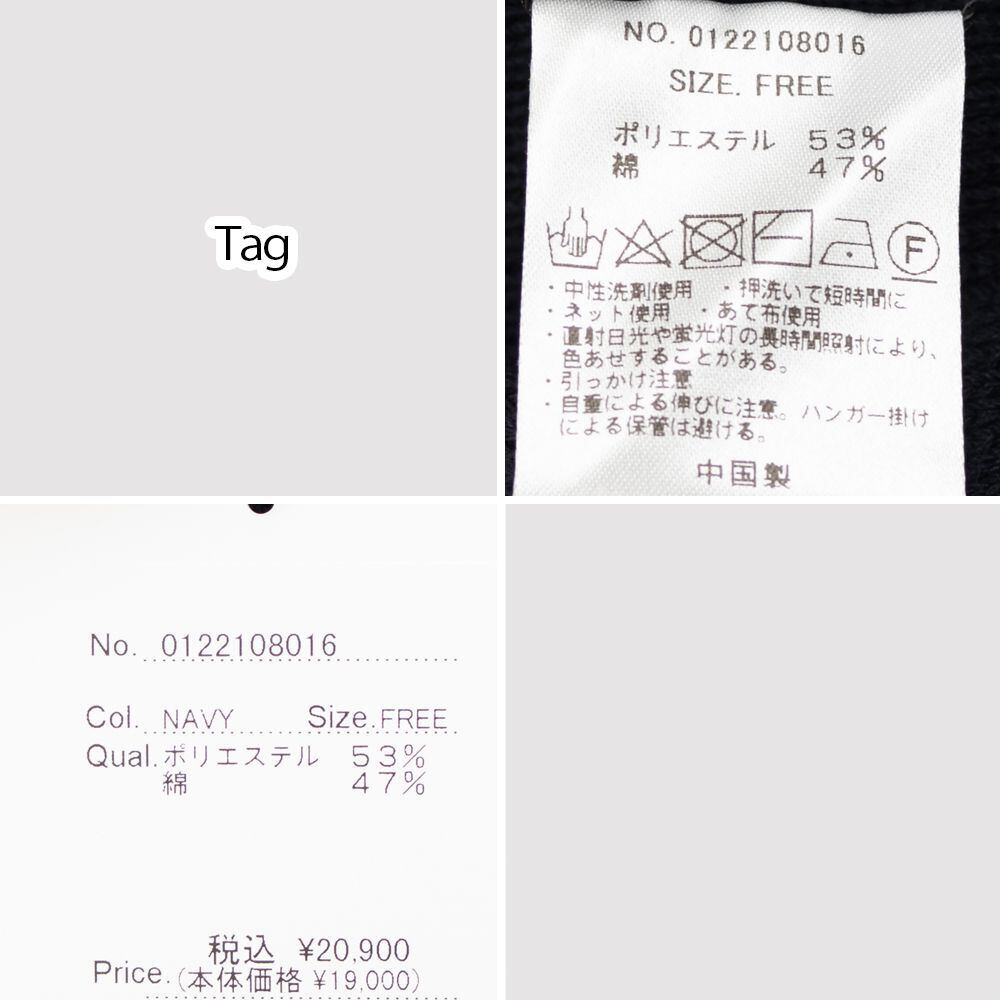 Tag
NO. 0122108016
SIZE. FREE
ポリエステル 53%
綿 47%
F
・中性洗剤使用 ・押洗いで短時間に
・ネット使用 ・あて布使用
・直射日光や蛍光灯の長時間照射により、
色あせすることがある。
・引っかけ注意
・自重による伸びに注意。ハンガー掛け
による保管は避ける。
中国製
No. 0122108016
Col. NAVY Size. FREE
Qual. ポリエステル 53%
綿 47%
税込 ¥20,900
Price. (本体価格 ¥19,000)